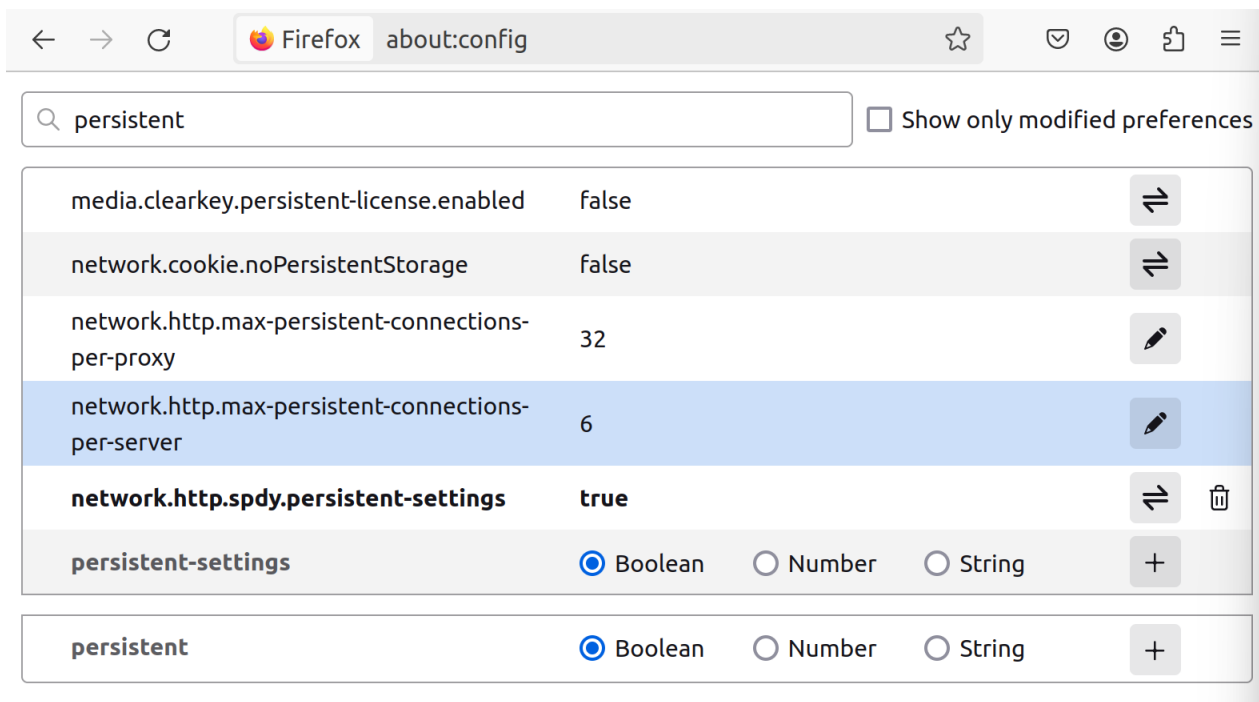 Firefox about:config
persistent
Show only modified preferences
media.clearkey.persistent-license.enabled false
network.cookie.noPersistentStorage false
network.http.max-persistent-connections-
per-proxy
32
network.http.max-persistent-connections-
per-server
6
network.http.spdy.persistent-settings true
persistent-settings Boolean Number String
persistent Boolean Number String